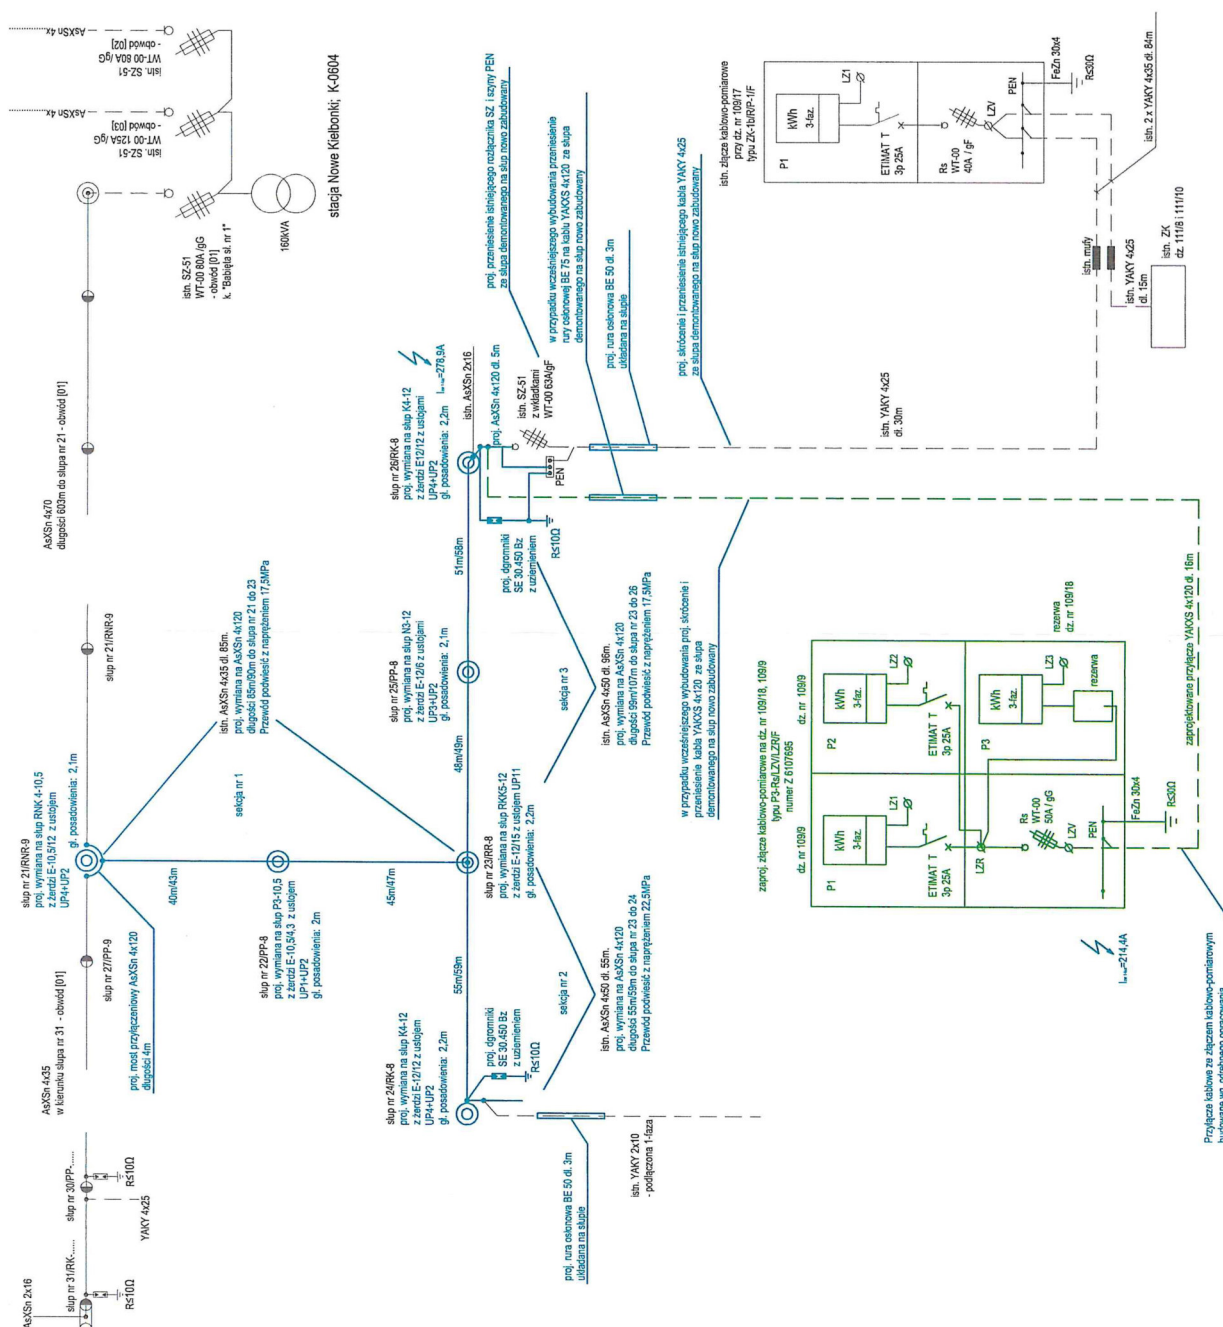 AsXSn 2x16
słup nr 31/RK-......
R≤10Ω
słup nr 30/PP-......
R≤10Ω
YAKY 4x25
AsXSn 4x35
w kierunku słupa nr 31 - obwód [01]
słup nr 27/PP-9
proj. most przyłączeniowy AsXSn 4x120
długości 4m
słup nr 21/RNR-9
proj. wymiana na słup RNK 4-10,5
z żerdzi E-10,5/12 z ustojem
UP4+UP2
gł. posadowienia: 2,1m
słup nr 21/RNR-9
AsXSn 4x70
długości 603m do słupa nr 21 - obwód [01]
istn. SZ-51
WT-00 80A /gG
- obwód [01]
k. "Babięta sł. nr 1"
160kVA
stacja Nowe Kiełbonki; K-0604
istn. SZ-51
WT-00 125A /gG
- obwód [03]
AsXSn 4x
istn. SZ-51
WT-00 80A /gG
- obwód [02]
AsXSn 4x
40m/43m
sekcja nr 1
istn. AsXSn 4x35 dł. 85m.
proj. wymiana na AsXSn 4x120
długości 85m/90m do słupa nr 21 do 23
Przewód podwiesić z naprężeniem 17,5MPa
słup nr 22/PP-8
proj. wymiana na słup P3-10,5
z żerdzi E-10,5/4,3 z ustojem
UP1+UP2
gł. posadowienia: 2m
45m/47m
słup nr 24/RK-8
proj. wymiana na słup K4-12
z żerdzi E-12/12 z ustojem
UP4+UP2
gł. posadowienia: 2,2m
55m/59m
słup nr 23/RR-8
proj. wymiana na słup RKK5-12
z żerdzi E-12/15 z ustojem UP11
gł. posadowienia: 2,2m
48m/49m
słup nr 25/PP-8
proj. wymiana na słup N3-12
z żerdzi E-12/6 z ustojami
UP3+UP2
gł. posadowienia: 2,1m
51m/58m
słup nr 26/RK-8
proj. wymiana na słup K4-12
z żerdzi E12/12 z ustojami
UP4+UP2
gł. posadowienia: 2,2m
=278,9A
istn. AsXSn 2x16
proj. AsXSn 4x120 dł. 5m
istn. SZ-51
z wkładkami
WT-00 63A/gF
PEN
R≤10Ω
proj. ograniczniki
SE 30.450 Bz
z uziemieniem
proj. ograniczniki
SE 30.450 Bz
z uziemieniem
R≤10Ω
sekcja nr 2
istn. AsXSn 4x50 dł. 55m.
proj. wymiana na AsXSn 4x120
długości 55m/59m do słupa nr 23 do 24
Przewód podwiesić z naprężeniem 22,5MPa
sekcja nr 3
istn. AsXSn 4x50 dł. 96m.
proj. wymiana na AsXSn 4x120
długości 99m/107m do słupa nr 23 do 26
Przewód podwiesić z naprężeniem 17,5MPa
proj. rura osłonowa BE 50 dł. 3m
układana na słupie
istn. YAKY 2x10
- podłączona 1-faza
proj. przeniesienie istniejącego rozłącznika SZ i szyny PEN
ze słupa demontowanego na słup nowo zabudowany
w przypadku wcześniejszego wybudowania przeniesienie
rury osłonowej BE 75 na kablu YAKXS 4x120 ze słupa
demontowanego na słup nowo zabudowany
proj. rura osłonowa BE 50 dł. 3m
układana na słupie
proj. skrócenie i przeniesienie istniejącego kabla YAKY 4x25
ze słupa demontowanego na słup nowo zabudowany
w przypadku wcześniejszego wybudowania proj. skrócenie i
przeniesienie kabla YAKXS 4x120 ze słupa
demontowanego na słup nowo zabudowany
istn. YAKY 4x25
dł. 30m
istn. złącze kablowo-pomiarowe
przy dz. nr 109/17
typu ZK-1b/R/P-1/F
P1
kWh
3-faz.
LZ1
ETIMAT T
3p 25A
Rs
WT-00
40A / gF
LZV
PEN
FeZn 30x4
R≤30Ω
istn. 2 x YAKY 4x35 dł. 84m
istn. mufy
istn. YAKY 4x25
dł. 15m
istn. ZK
dz. 111/8 i 111/10
zaproj. złącze kablowo-pomiarowe na dz. nr 109/18, 109/9
typu P3-Rs/LZV/LZR/F
numer Z 6107695
dz. nr 109/9
dz. nr 109/9
rezerwa
dz. nr 109/18
P1
kWh
3-faz.
LZ1
ETIMAT T
3p 25A
P2
kWh
3-faz.
LZ2
ETIMAT T
3p 25A
P3
kWh
3-faz.
LZ3
rezerwa
LZR
Rs
WT-00
50A / gG
LZV
PEN
FeZn 30x4
R≤30Ω
=214,4A
zaprojektowane przyłącze YAKXS 4x120 dł. 16m
Przyłącze kablowe ze złączem kablowo-pomiarowym
budowane wg. odrębnego opracowania